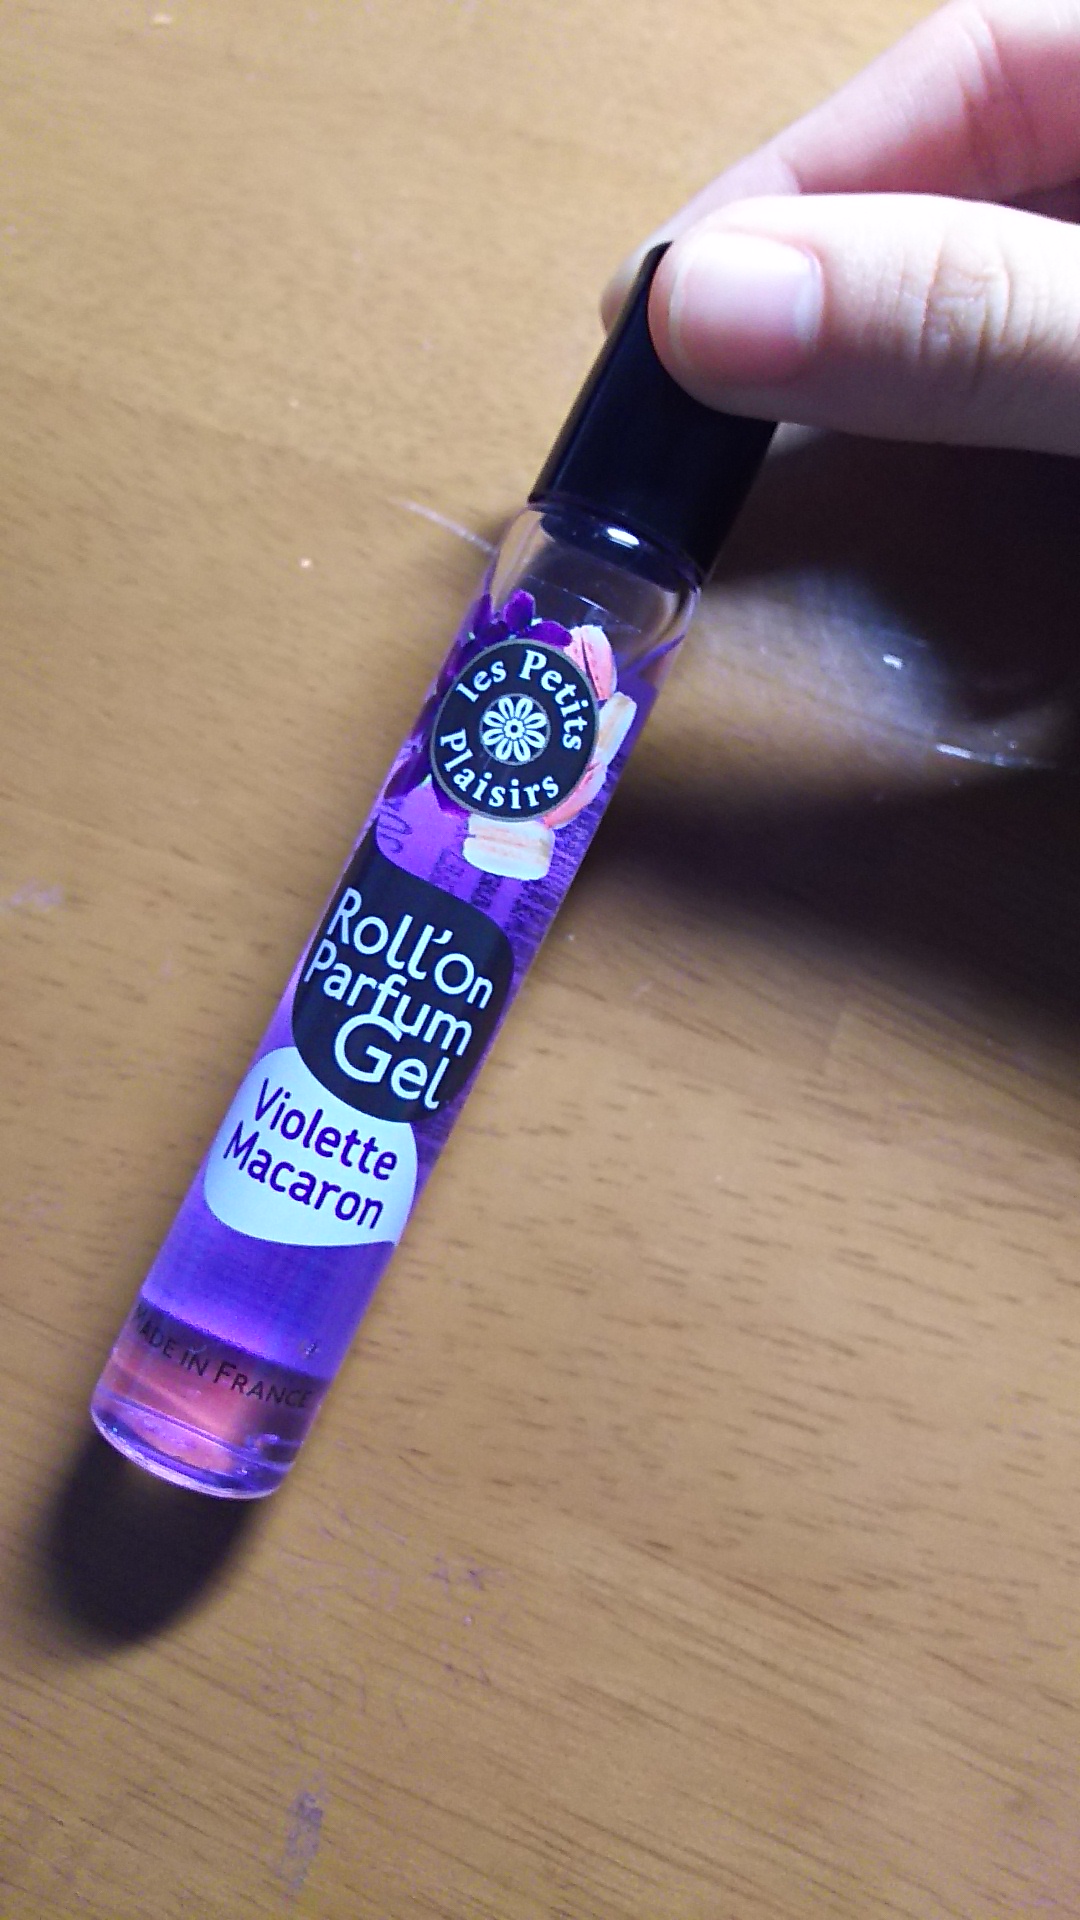 les Petits
Plaisirs
Roll'On
Parfum
Gel
Violette
Macaron
MADE IN FRANCE